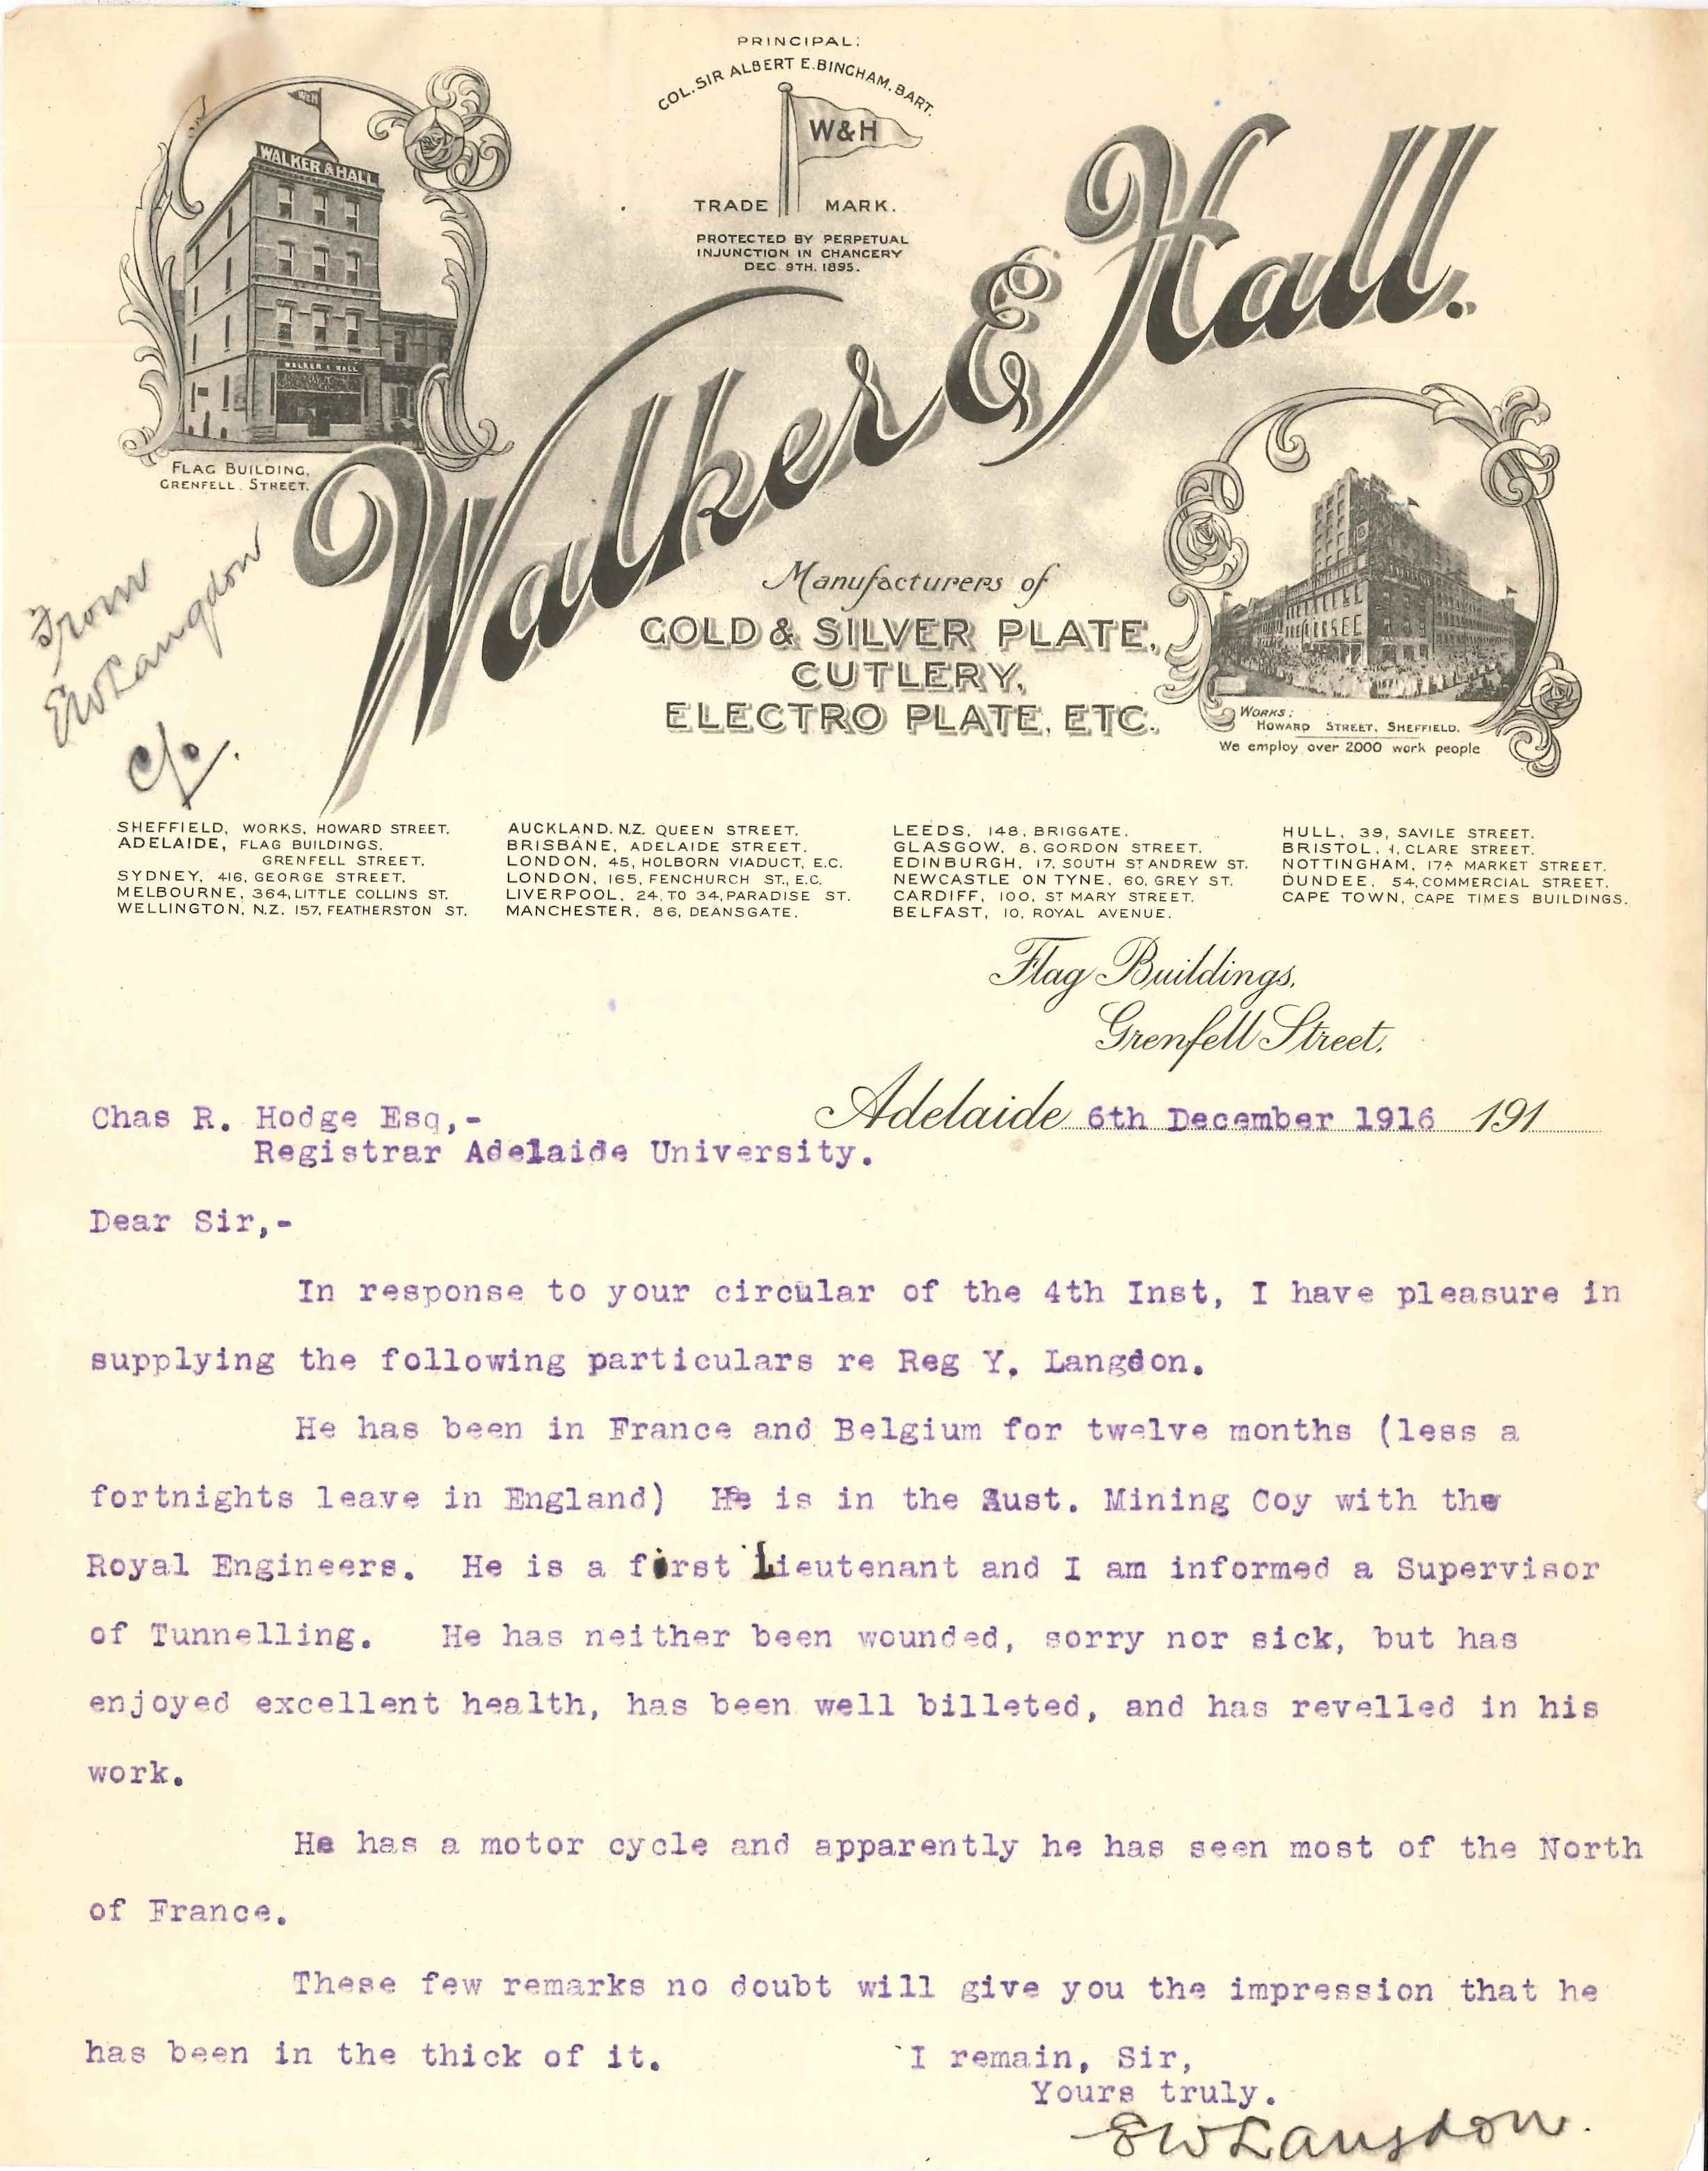 PRINCIPAL:
COL. SIR ALBERT E. BINGHAM, BART.
W&H
TRADE MARK.
PROTECTED BY PERPETUAL
INJUNCTION IN CHANCERY
DEC. 9TH. 1895.
W&H
WALKER & HALL
WALKER & HALL
FLAG BUILDING,
GRENFELL STREET.
Walker & Hall.
From
EW Langdon
c/o.
Manufacturers of
GOLD & SILVER PLATE,
CUTLERY,
ELECTRO PLATE, ETC.
WORKS:
HOWARD STREET, SHEFFIELD.
We employ over 2000 work people
SHEFFIELD, WORKS, HOWARD STREET.
ADELAIDE, FLAG BUILDINGS.
GRENFELL STREET.
SYDNEY, 416, GEORGE STREET.
MELBOURNE, 364, LITTLE COLLINS ST.
WELLINGTON, N.Z. 157, FEATHERSTON ST.
AUCKLAND. N.Z. QUEEN STREET.
BRISBANE, ADELAIDE STREET.
LONDON, 45, HOLBORN VIADUCT, E.C.
LONDON, 165, FENCHURCH ST., E.C.
LIVERPOOL, 24, TO 34, PARADISE ST.
MANCHESTER, 86, DEANSGATE.
LEEDS, 148, BRIGGATE.
GLASGOW, 8, GORDON STREET.
EDINBURGH, 17, SOUTH ST ANDREW ST.
NEWCASTLE ON TYNE, 60, GREY ST.
CARDIFF, 100, ST MARY STREET.
BELFAST, 10, ROYAL AVENUE.
HULL, 39, SAVILE STREET.
BRISTOL, 1, CLARE STREET.
NOTTINGHAM, 17A MARKET STREET.
DUNDEE, 54, COMMERCIAL STREET.
CAPE TOWN, CAPE TIMES BUILDINGS.
Flag Buildings,
Grenfell Street,
Adelaide 6th December 1916 191
Chas R. Hodge Esq,-
Registrar Adelaide University.
Dear Sir,-
In response to your circular of the 4th Inst, I have pleasure in
supplying the following particulars re Reg Y. Langdon.
He has been in France and Belgium for twelve months (less a
fortnights leave in England) He is in the Aust. Mining Coy with the
Royal Engineers. He is a first Lieutenant and I am informed a Supervisor
of Tunnelling. He has neither been wounded, sorry nor sick, but has
enjoyed excellent health, has been well billeted, and has revelled in his
work.
He has a motor cycle and apparently he has seen most of the North
of France.
These few remarks no doubt will give you the impression that he
has been in the thick of it. I remain, Sir,
Yours truly.
EW Langdon.